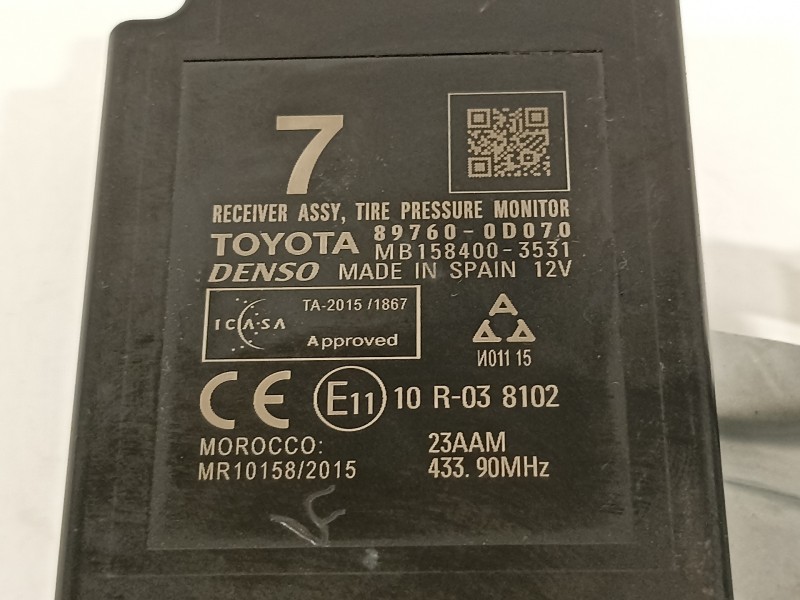 7
RECEIVER ASSY, TIRE PRESSURE MONITOR
TOYOTA 89760-0D070
MB158400-3531
DENSO MADE IN SPAIN 12V
ICASA TA-2015 /1867
Approved
И011 15
CE E11 10 R-03 8102
MOROCCO: 23AAM
MR10158/2015 433.90MHz